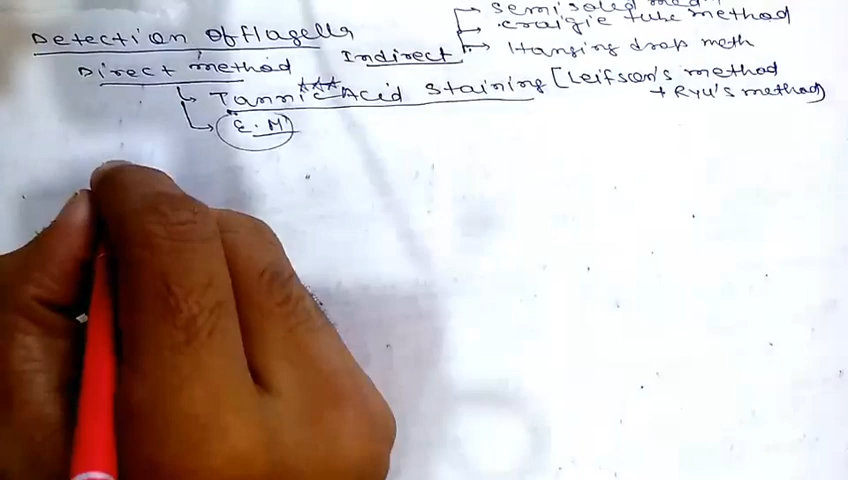 Detection of flagella
Direct method
Tannic Acid Staining [Leifson's method
+ Ryu's method)
E.M
Indirect
semisolid
craigie tube method
Hanging drop meth